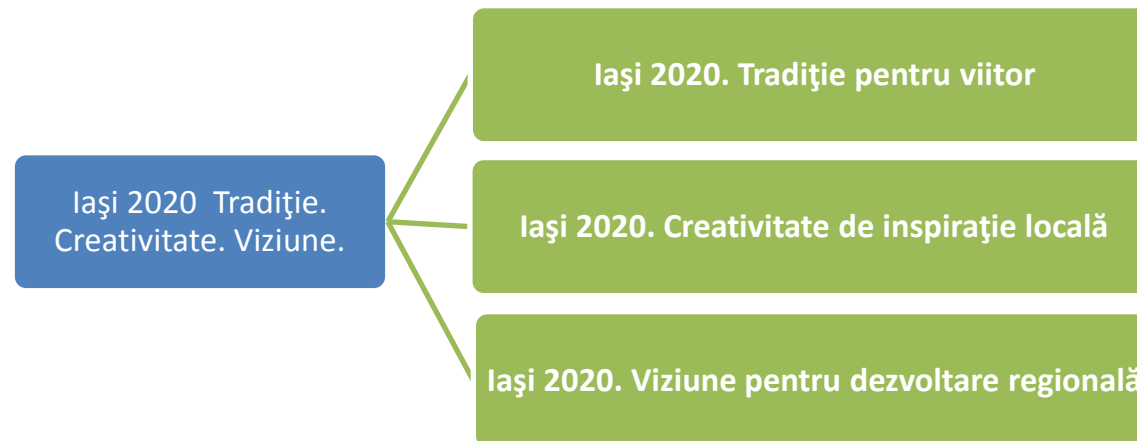 Iaşi 2020. Tradiţie pentru viitor
Iaşi 2020 Tradiţie.
Creativitate. Viziune.
Iaşi 2020. Creativitate de inspiraţie locală
Iaşi 2020. Viziune pentru dezvoltare regională